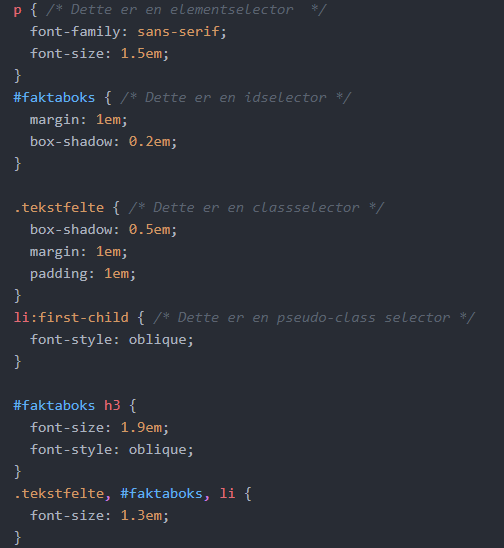 p { /* Dette er en elementselector  */
  font-family: sans-serif;
  font-size: 1.5em;
}
#faktaboks { /* Dette er en idselector */
  margin: 1em;
  box-shadow: 0.2em;
}

.tekstfelte { /* Dette er en classselector */
  box-shadow: 0.5em;
  margin: 1em;
  padding: 1em;
}
li:first-child { /* Dette er en pseudo-class selector */
  font-style: oblique;
}

#faktaboks h3 {
  font-size: 1.9em;
  font-style: oblique;
}
.tekstfelte, #faktaboks, li {
  font-size: 1.3em;
}